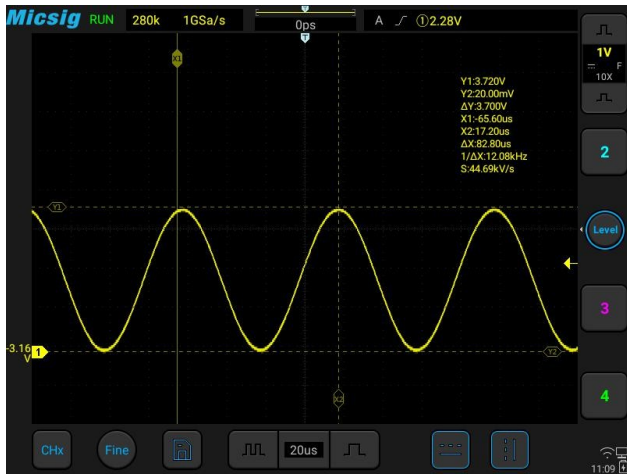 Micsig RUN 280k 1GSa/s 0ps A ①2.28V
T
1V
F
10X
X1
Y1:3.720V
Y2:20.00mV
ΔY:3.700V
X1:-65.60us
X2:17.20us
ΔX:82.80us
1/ΔX:12.08kHz
S:44.69kV/s
2
Y1
Level
3
-3.16
V
1
Y2
X2
4
CHx Fine 20us
11:09